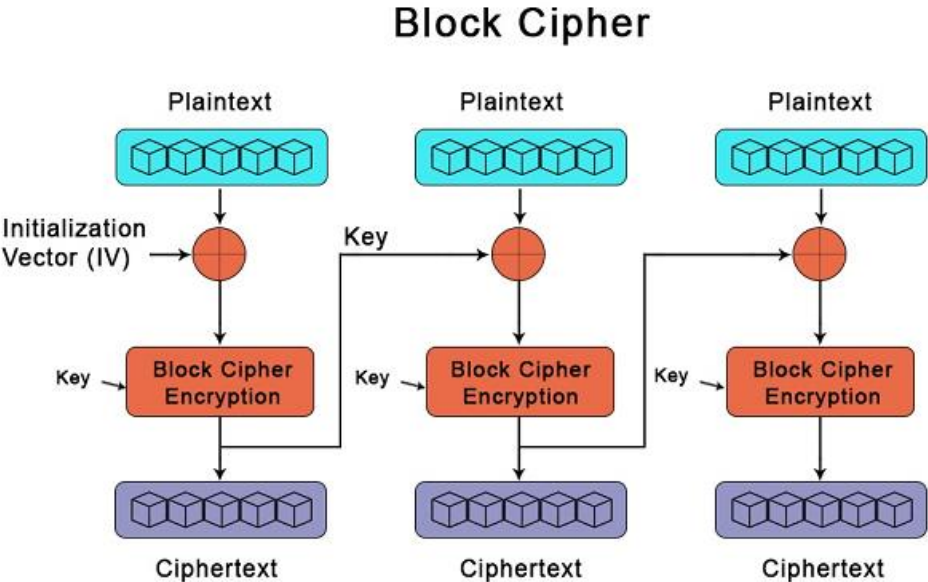 Block Cipher
Plaintext
Plaintext
Plaintext
Initialization
Vector (IV)
Key
Key
Block Cipher
Encryption
Key
Block Cipher
Encryption
Key
Block Cipher
Encryption
Ciphertext
Ciphertext
Ciphertext